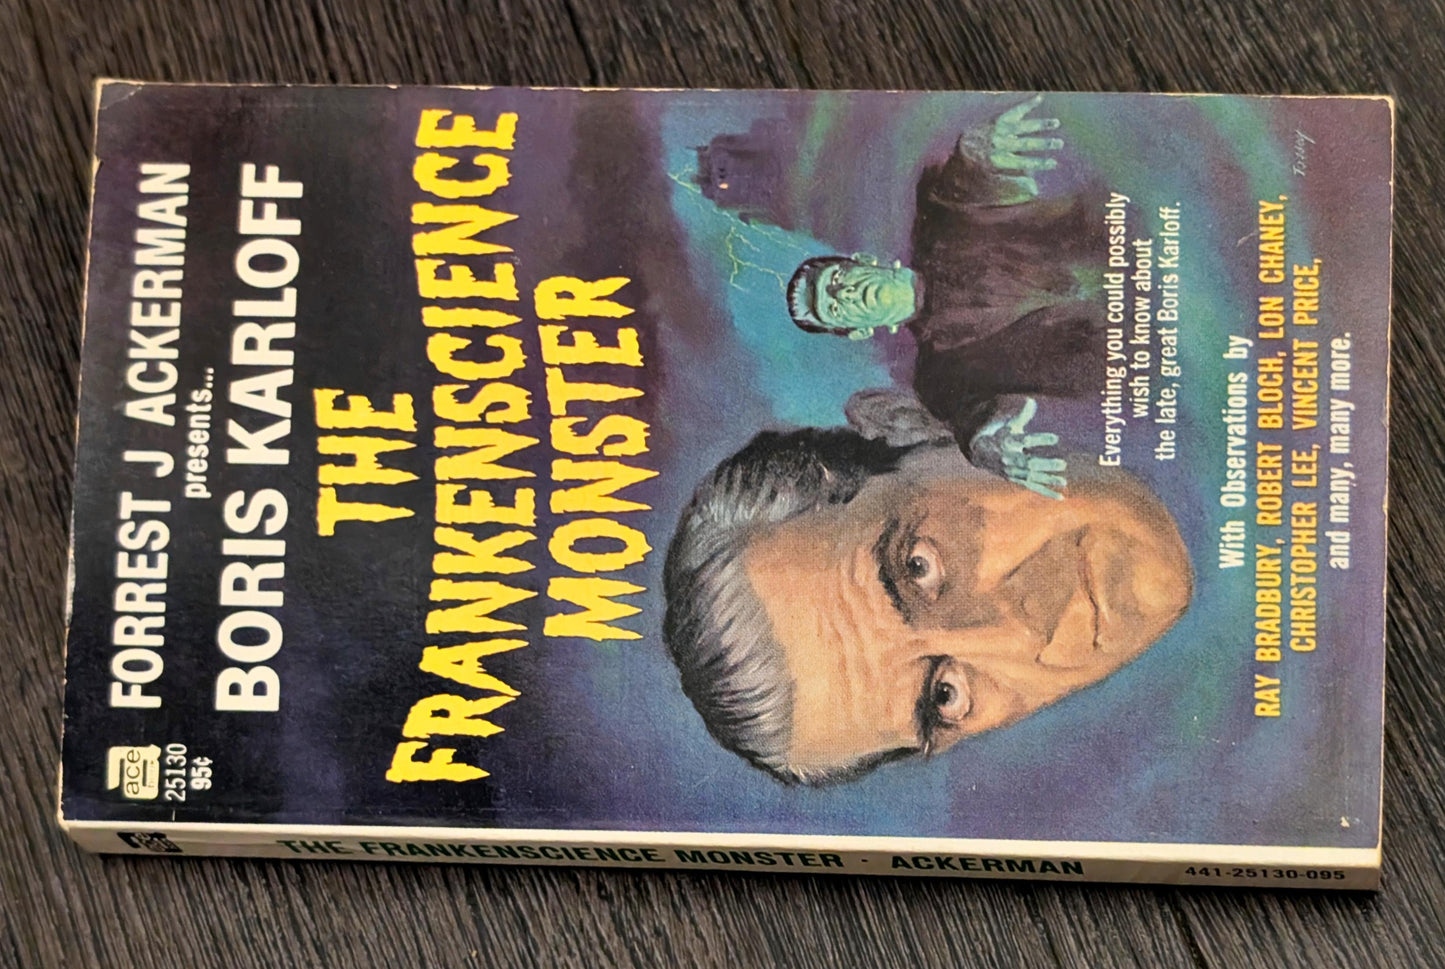 ace
25130
95¢
FORREST J ACKERMAN
presents...
BORIS KARLOFF
THE
FRANKENSCIENCE
MONSTER
Everything you could possibly
wish to know about
the late, great Boris Karloff.
With Observations by
RAY BRADBURY, ROBERT BLOCH, LON CHANEY,
CHRISTOPHER LEE, VINCENT PRICE,
and many, many more.
THE FRANKENSCIENCE MONSTER · ACKERMAN
441-25130-095